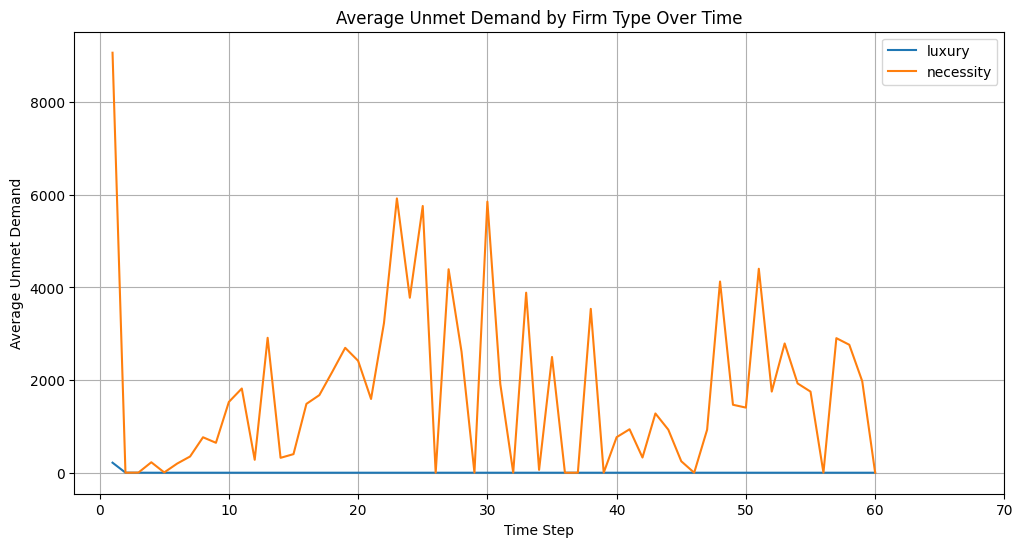 Average Unmet Demand by Firm Type Over Time
luxury
necessity
Average Unmet Demand
8000
6000
4000
2000
0
0 10 20 30 40 50 60 70
Time Step